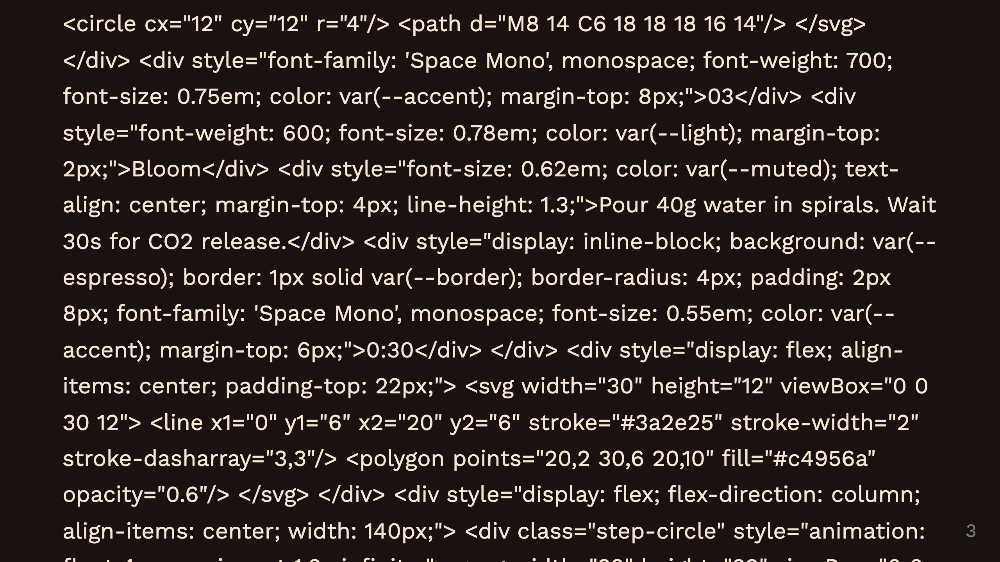 <circle cx="12" cy="12" r="4"/> <path d="M8 14 C6 18 18 18 16 14"/> </svg>
</div> <div style="font-family: 'Space Mono', monospace; font-weight: 700;
font-size: 0.75em; color: var(--accent); margin-top: 8px;">03</div> <div
style="font-weight: 600; font-size: 0.78em; color: var(--light); margin-top:
2px;">Bloom</div> <div style="font-size: 0.62em; color: var(--muted); text-
align: center; margin-top: 4px; line-height: 1.3;">Pour 40g water in spirals. Wait
30s for CO2 release.</div> <div style="display: inline-block; background: var(--
espresso); border: 1px solid var(--border); border-radius: 4px; padding: 2px
8px; font-family: 'Space Mono', monospace; font-size: 0.55em; color: var(--
accent); margin-top: 6px;">0:30</div> </div> <div style="display: flex; align-
items: center; padding-top: 22px;"> <svg width="30" height="12" viewBox="0 0
30 12"> <line x1="0" y1="6" x2="20" y2="6" stroke="#3a2e25" stroke-width="2"
stroke-dasharray="3,3"/> <polygon points="20,2 30,6 20,10" fill="#c4956a"
opacity="0.6"/> </svg> </div> <div style="display: flex; flex-direction: column;
align-items: center; width: 140px;"> <div class="step-circle" style="animation:
3